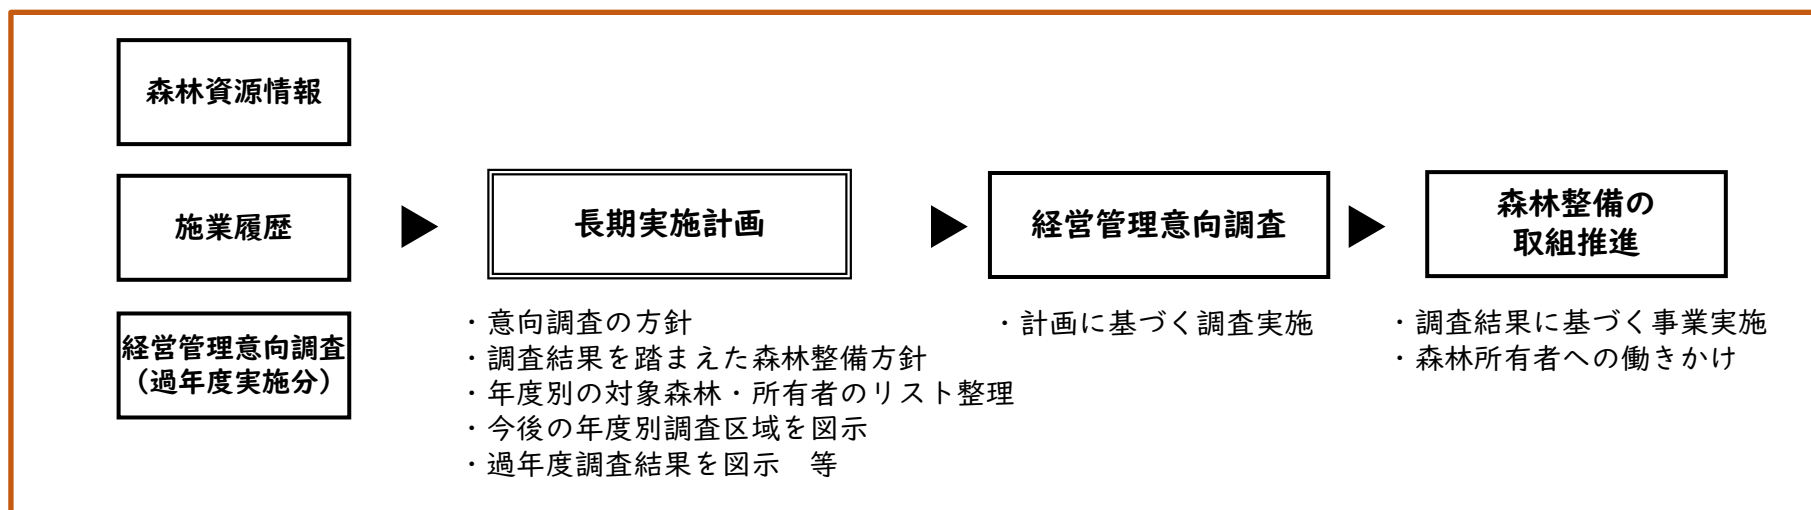 森林資源情報
施業履歴
経営管理意向調査
（過年度実施分）
長期実施計画
・意向調査の方針
・調査結果を踏まえた森林整備方針
・年度別の対象森林・所有者のリスト整理
・今後の年度別調査区域を図示
・過年度調査結果を図示　等
経営管理意向調査
・計画に基づく調査実施
森林整備の
取組推進
・調査結果に基づく事業実施
・森林所有者への働きかけ